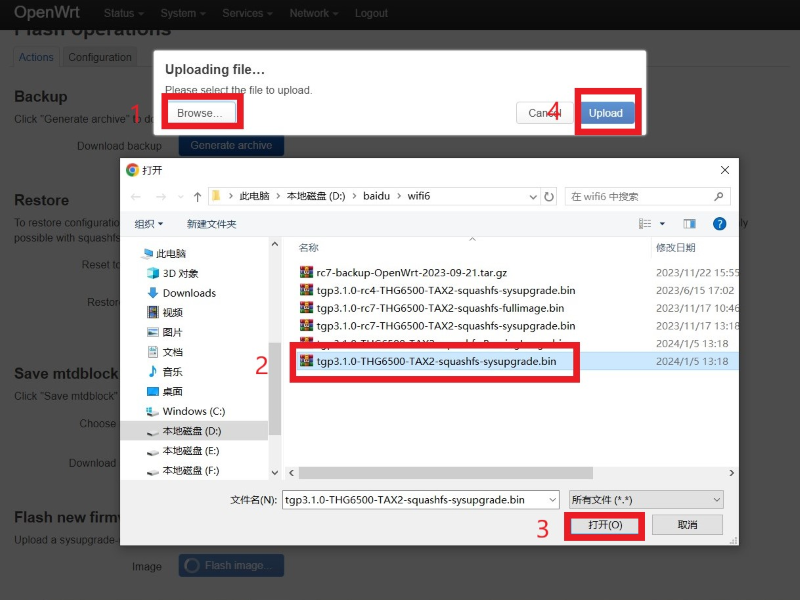 OpenWrt Status System Services Network Logout
Flash operations
Actions Configuration
Uploading file…
Please select the file to upload.
1 Browse… Cancel 4 Upload
Backup
Click "Generate archive" to do
Download backup Generate archive
打开
此电脑 > 本地磁盘 (D:) > baidu > wifi6
在 wifi6 中搜索
组织 新建文件夹
Restore
To restore configuratio
possible with squashfs
Reset to
Restore
Save mtdblock
Click "Save mtdblock"
Choose
Download
Flash new firmw
Upload a sysupgrade-
Image Flash image...
此电脑
3D 对象
Downloads
视频
图片
文档
音乐
桌面
Windows (C:)
本地磁盘 (D:)
本地磁盘 (E:)
本地磁盘 (F:)
名称 修改日期
rc7-backup-OpenWrt-2023-09-21.tar.gz 2023/11/22 15:55
tgp3.1.0-rc4-THG6500-TAX2-squashfs-sysupgrade.bin 2023/6/15 17:02
tgp3.1.0-rc7-THG6500-TAX2-squashfs-fullimage.bin 2023/11/17 10:46
tgp3.1.0-rc7-THG6500-TAX2-squashfs-sysupgrade.bin 2023/11/17 13:18
2024/1/5 13:18
2 tgp3.1.0-THG6500-TAX2-squashfs-sysupgrade.bin 2024/1/5 13:18
文件名(N): tgp3.1.0-THG6500-TAX2-squashfs-sysupgrade.bin 所有文件 (*.*)
3 打开(O) 取消